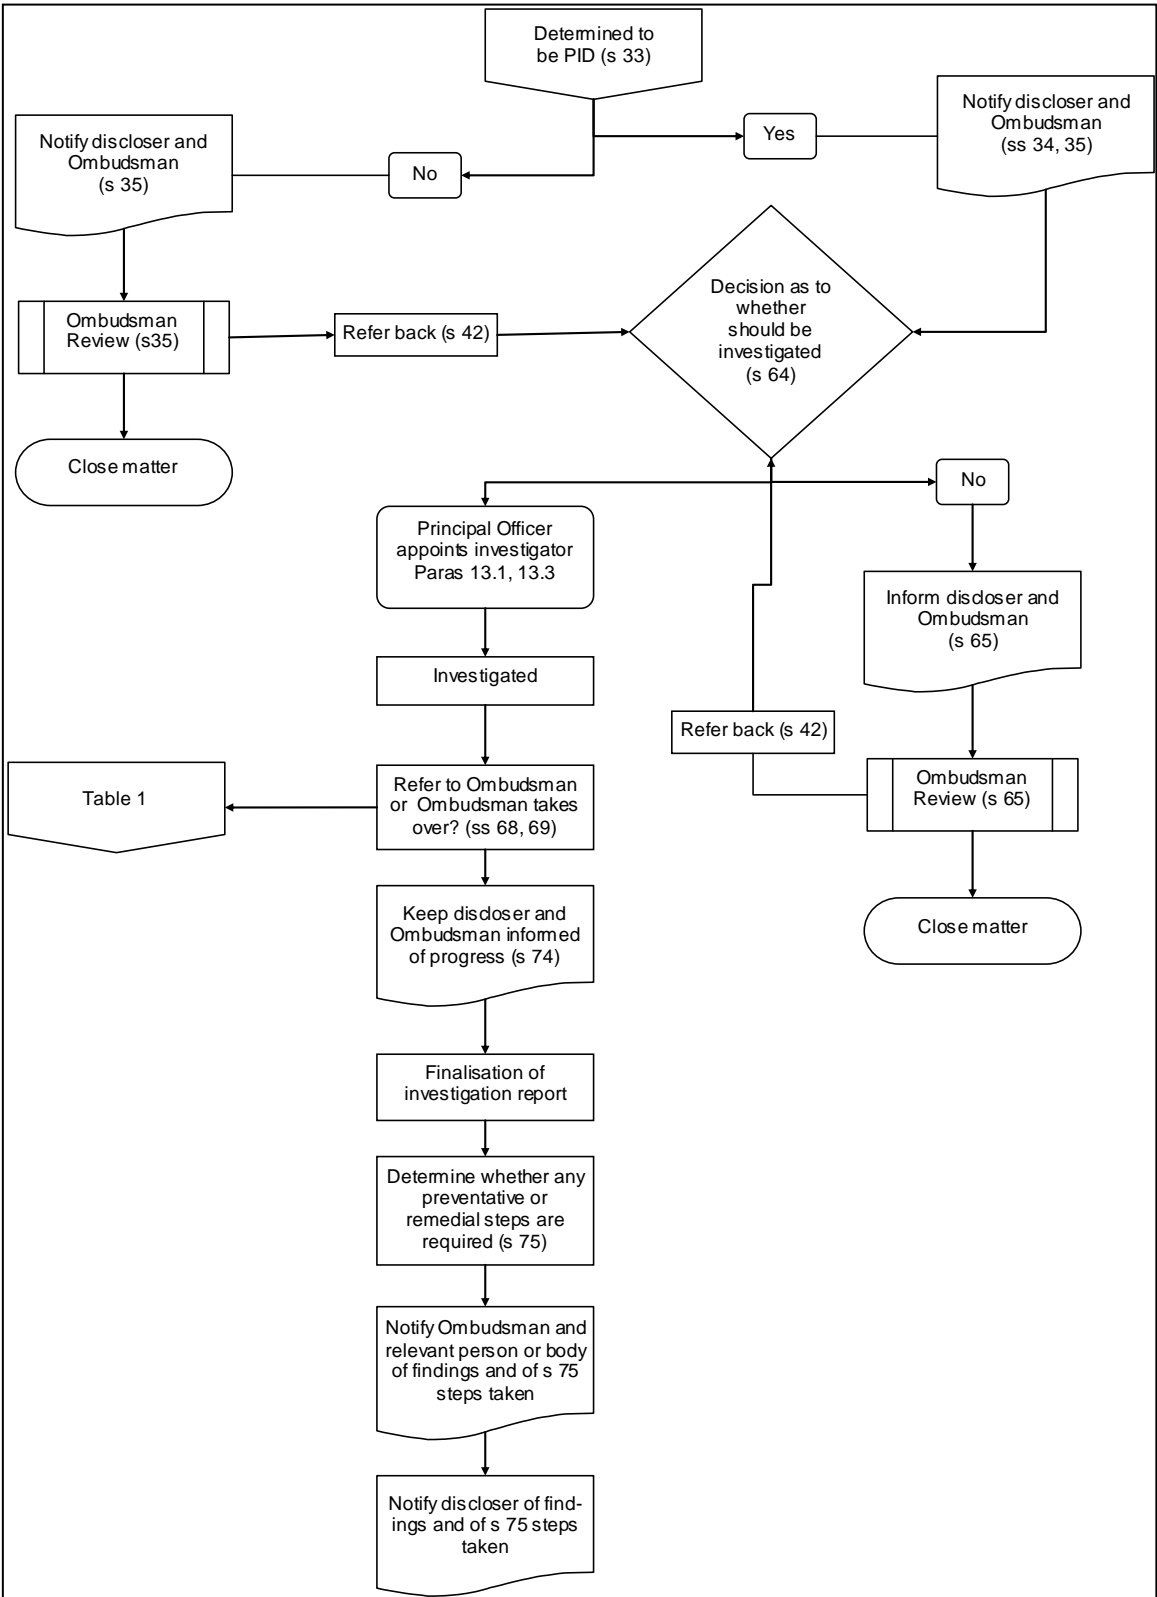 Determined to
be PID (s 33)
Notify discloser and
Ombudsman
(s 35)
No
Yes
Notify discloser and
Ombudsman
(ss 34, 35)
Ombudsman
Review (s35)
Refer back (s 42)
Decision as to
whether
should be
investigated
(s 64)
Close matter
Principal Officer
appoints investigator
Paras 13.1, 13.3
No
Inform discloser and
Ombudsman
(s 65)
Investigated
Refer back (s 42)
Table 1
Refer to Ombudsman
or Ombudsman takes
over? (ss 68, 69)
Ombudsman
Review (s 65)
Keep discloser and
Ombudsman informed
of progress (s 74)
Close matter
Finalisation of
investigation report
Determine whether any
preventative or
remedial steps are
required (s 75)
Notify Ombudsman and
relevant person or body
of findings and of s 75
steps taken
Notify discloser of find-
ings and of s 75 steps
taken